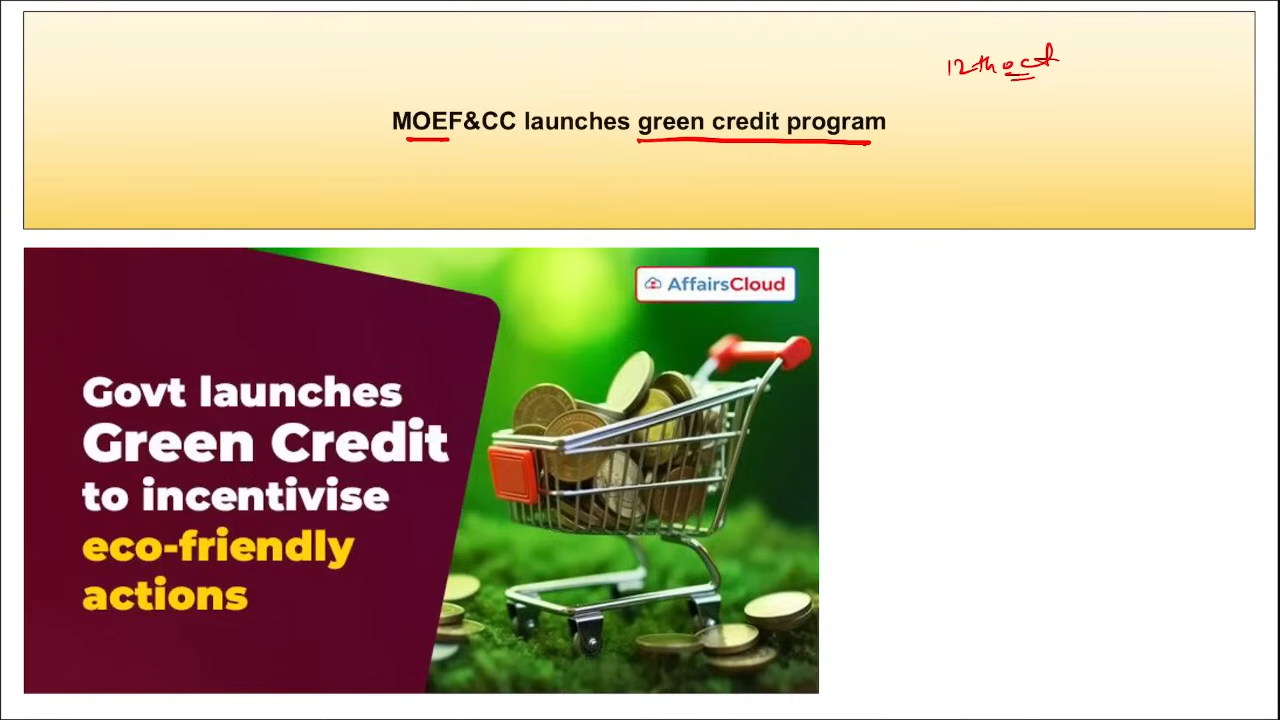 12th oct
MOEF&CC launches green credit program
AffairsCloud
Govt launches
Green Credit
to incentivise
eco-friendly
actions